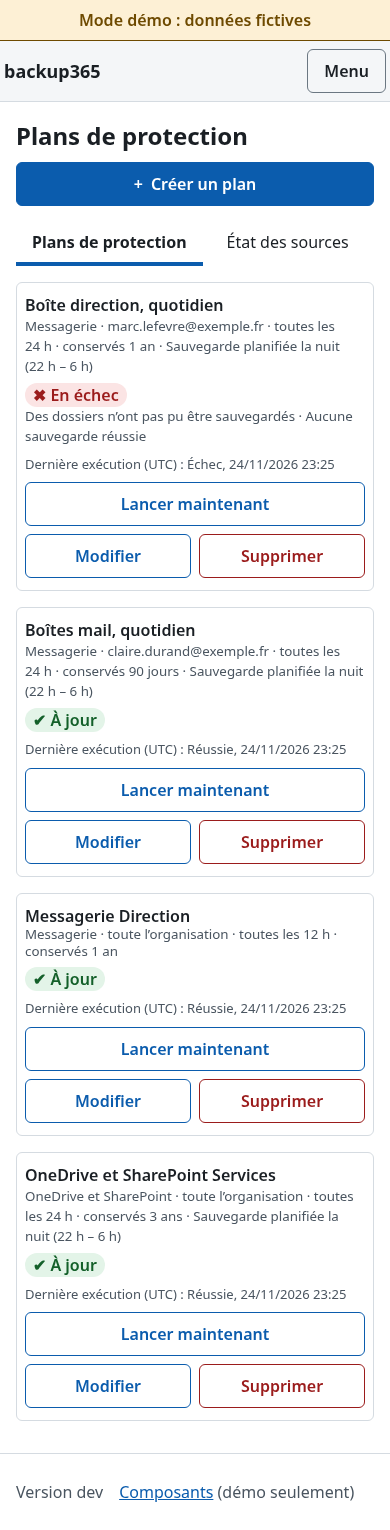 Mode démo : données fictives
backup365
Menu
Plans de protection
+ Créer un plan
Plans de protection
État des sources
Boîte direction, quotidien
Messagerie · marc.lefevre@exemple.fr · toutes les
24 h · conservés 1 an · Sauvegarde planifiée la nuit
(22 h – 6 h)
✖ En échec
Des dossiers n’ont pas pu être sauvegardés · Aucune
sauvegarde réussie
Dernière exécution (UTC) : Échec, 24/11/2026 23:25
Lancer maintenant
Modifier
Supprimer
Boîtes mail, quotidien
Messagerie · claire.durand@exemple.fr · toutes les
24 h · conservés 90 jours · Sauvegarde planifiée la nuit
(22 h – 6 h)
✔ À jour
Dernière exécution (UTC) : Réussie, 24/11/2026 23:25
Lancer maintenant
Modifier
Supprimer
Messagerie Direction
Messagerie · toute l’organisation · toutes les 12 h ·
conservés 1 an
✔ À jour
Dernière exécution (UTC) : Réussie, 24/11/2026 23:25
Lancer maintenant
Modifier
Supprimer
OneDrive et SharePoint Services
OneDrive et SharePoint · toute l’organisation · toutes
les 24 h · conservés 3 ans · Sauvegarde planifiée la
nuit (22 h – 6 h)
✔ À jour
Dernière exécution (UTC) : Réussie, 24/11/2026 23:25
Lancer maintenant
Modifier
Supprimer
Version dev Composants (démo seulement)